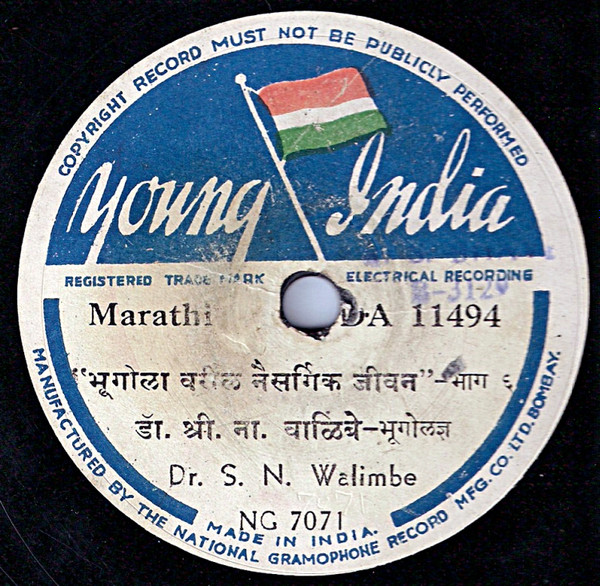 COPYRIGHT RECORD MUST NOT BE PUBLICLY PERFORMED
Young India
REGISTERED TRADE MARK ELECTRICAL RECORDING
Marathi DA 11494
"भूगोला वरील नैसर्गिक जीवन"-भाग ६
डॉ. श्री. ना. वाळिंबे-भूगोलज्ञ
Dr. S. N. Walimbe
NG 7071
MADE IN INDIA.
MANUFACTURED BY THE NATIONAL GRAMOPHONE RECORD MFG. CO. LTD. BOMBAY.